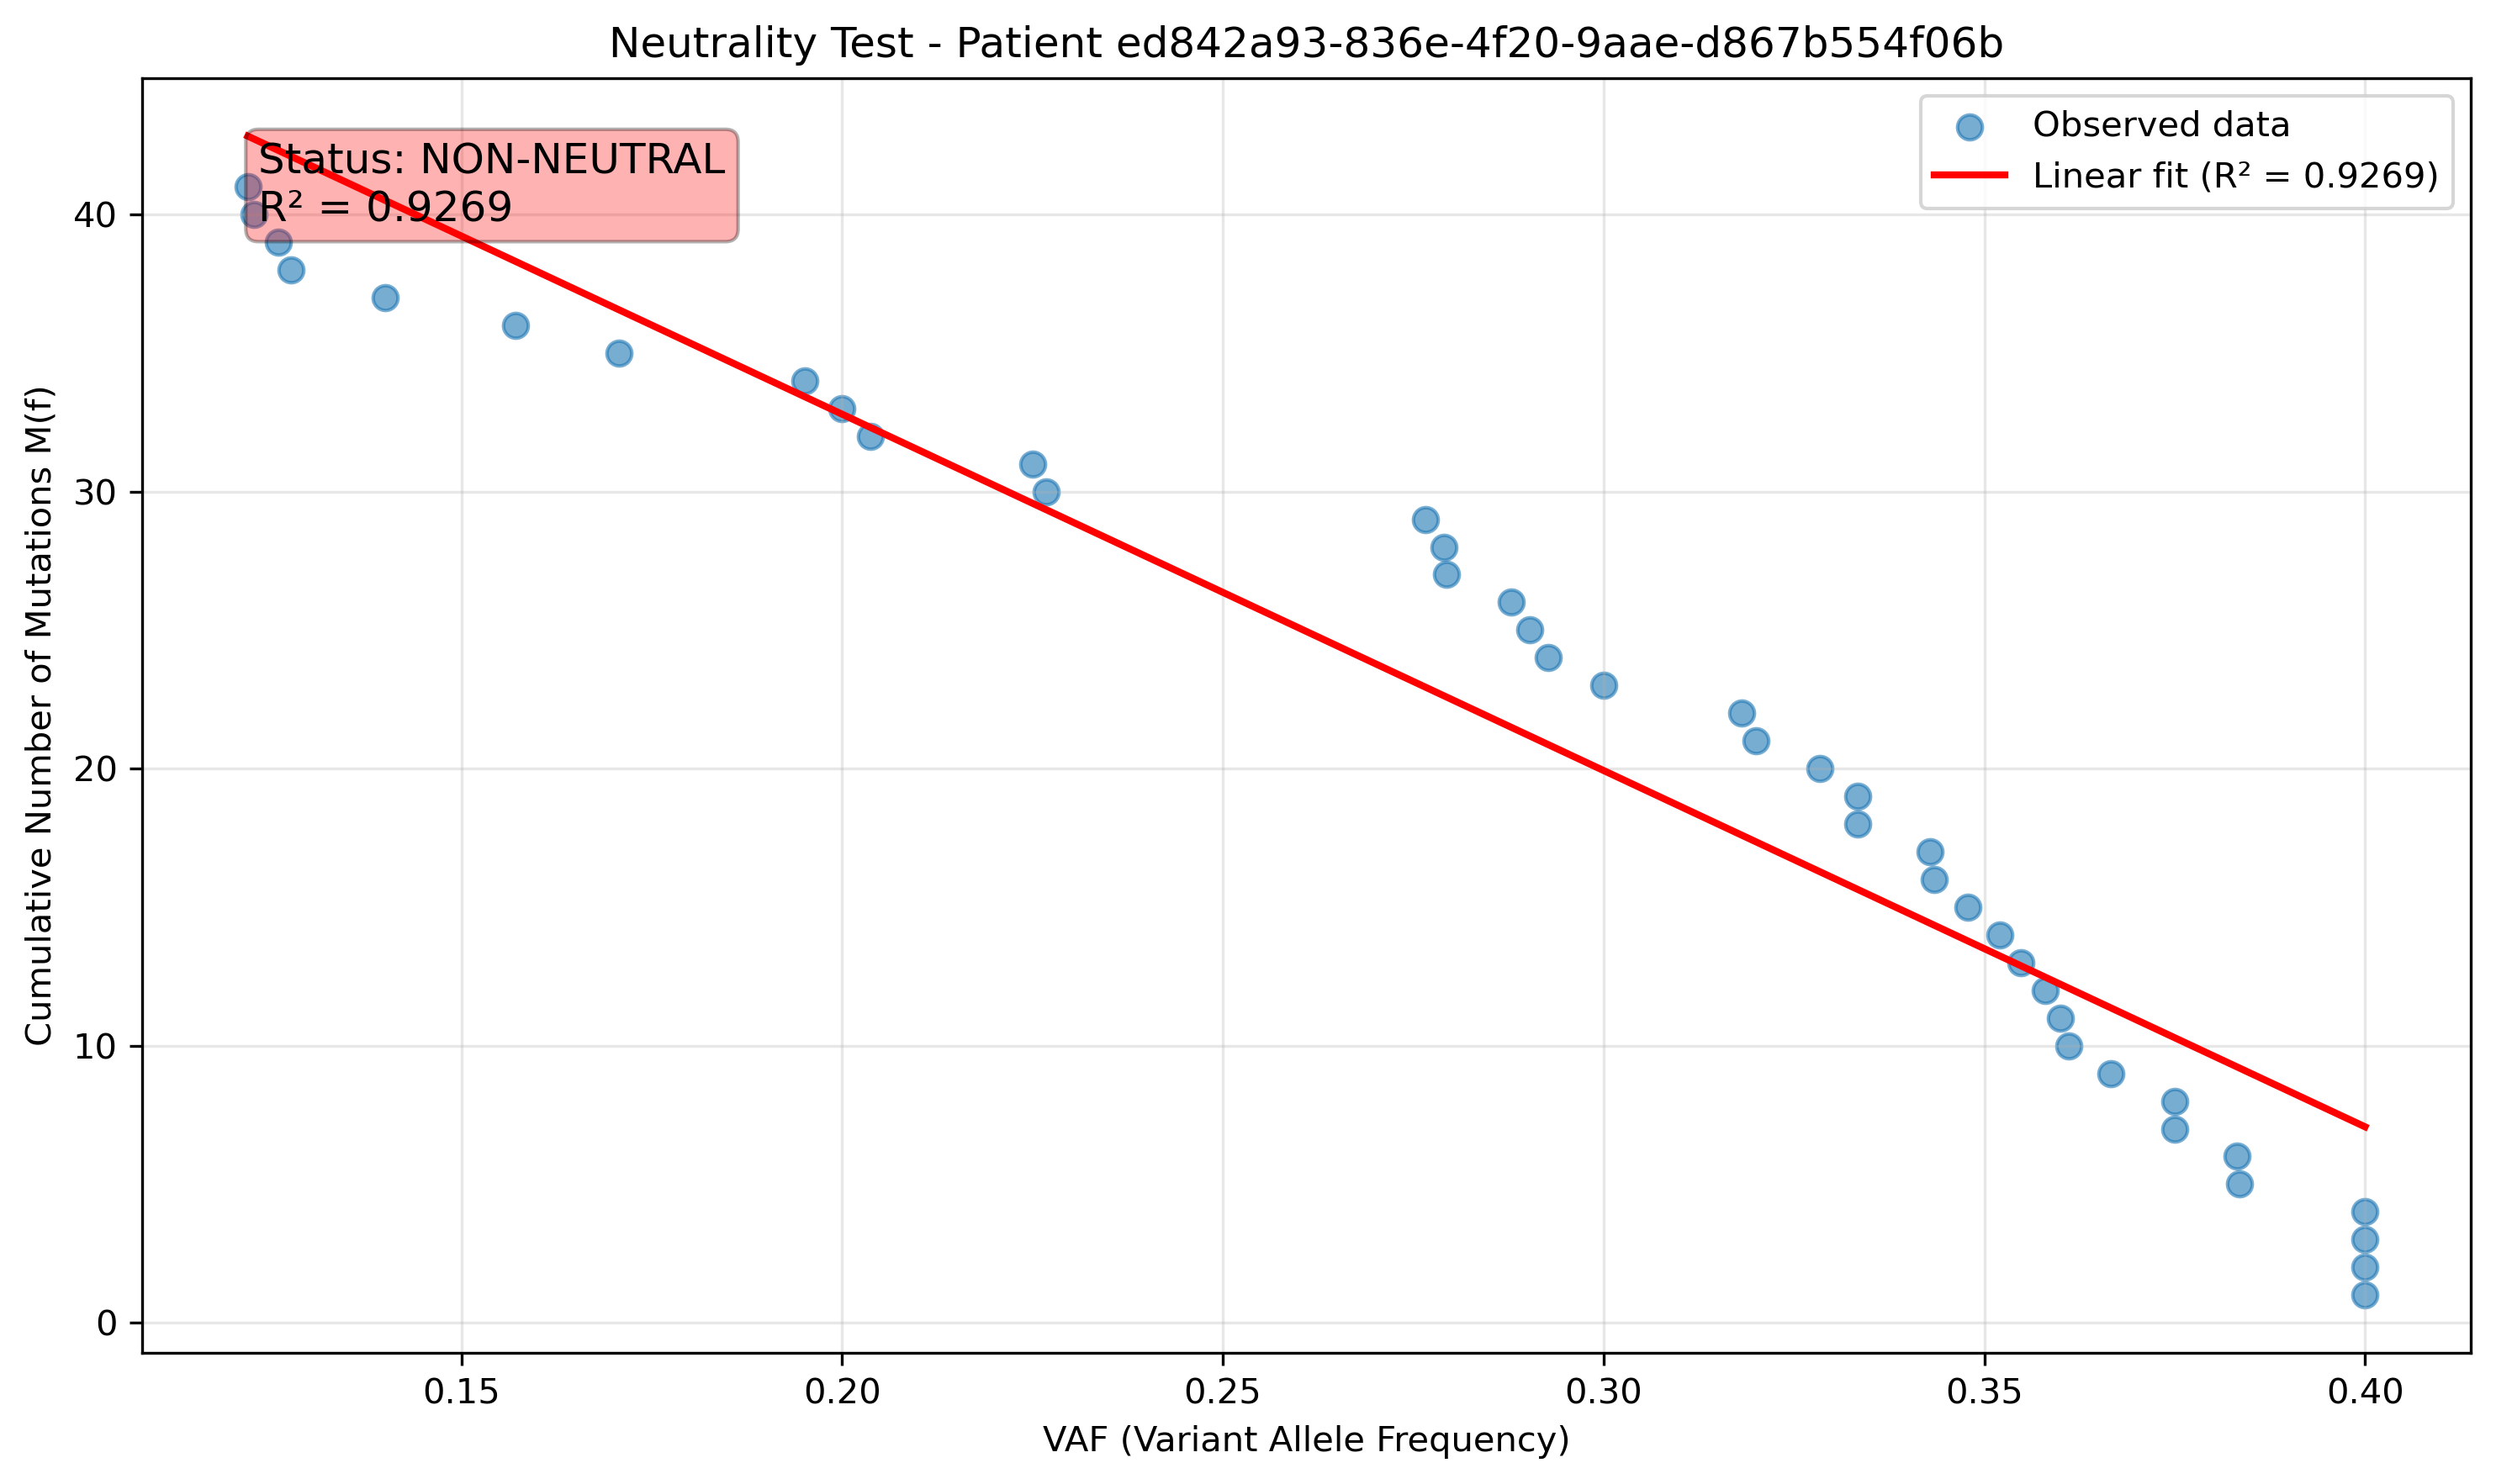 Neutrality Test - Patient ed842a93-836e-4f20-9aae-d867b554f06b
Status: NON-NEUTRAL
R² = 0.9269
Observed data
Linear fit (R² = 0.9269)
Cumulative Number of Mutations M(f)
40
30
20
10
0
0.15
0.20
0.25
0.30
0.35
0.40
VAF (Variant Allele Frequency)